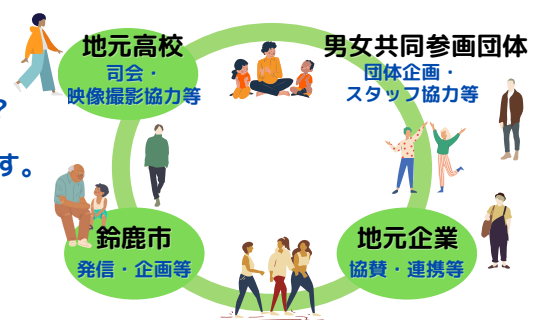 地元高校
司会・
映像撮影協力等
男女共同参画団体
団体企画・
スタッフ協力等
?
す。
鈴鹿市
発信・企画等
地元企業
協賛・連携等